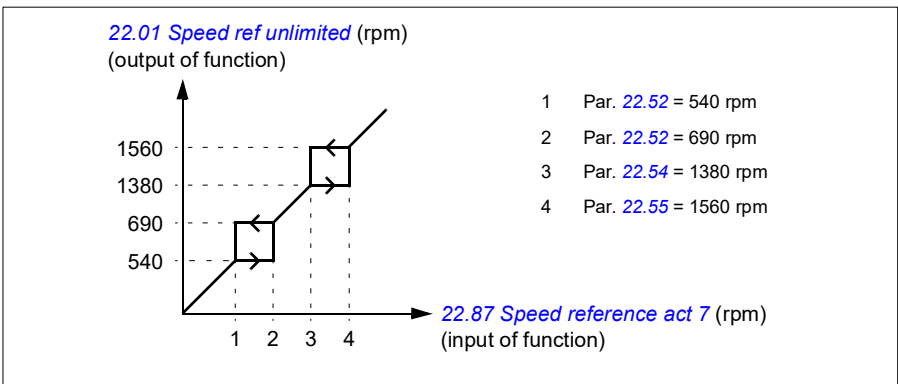 22.01 Speed ref unlimited (rpm)
(output of function)
1 Par. 22.52 = 540 rpm
2 Par. 22.52 = 690 rpm
3 Par. 22.54 = 1380 rpm
4 Par. 22.55 = 1560 rpm
1560
1380
690
540
1 2 3 4
22.87 Speed reference act 7 (rpm)
(input of function)